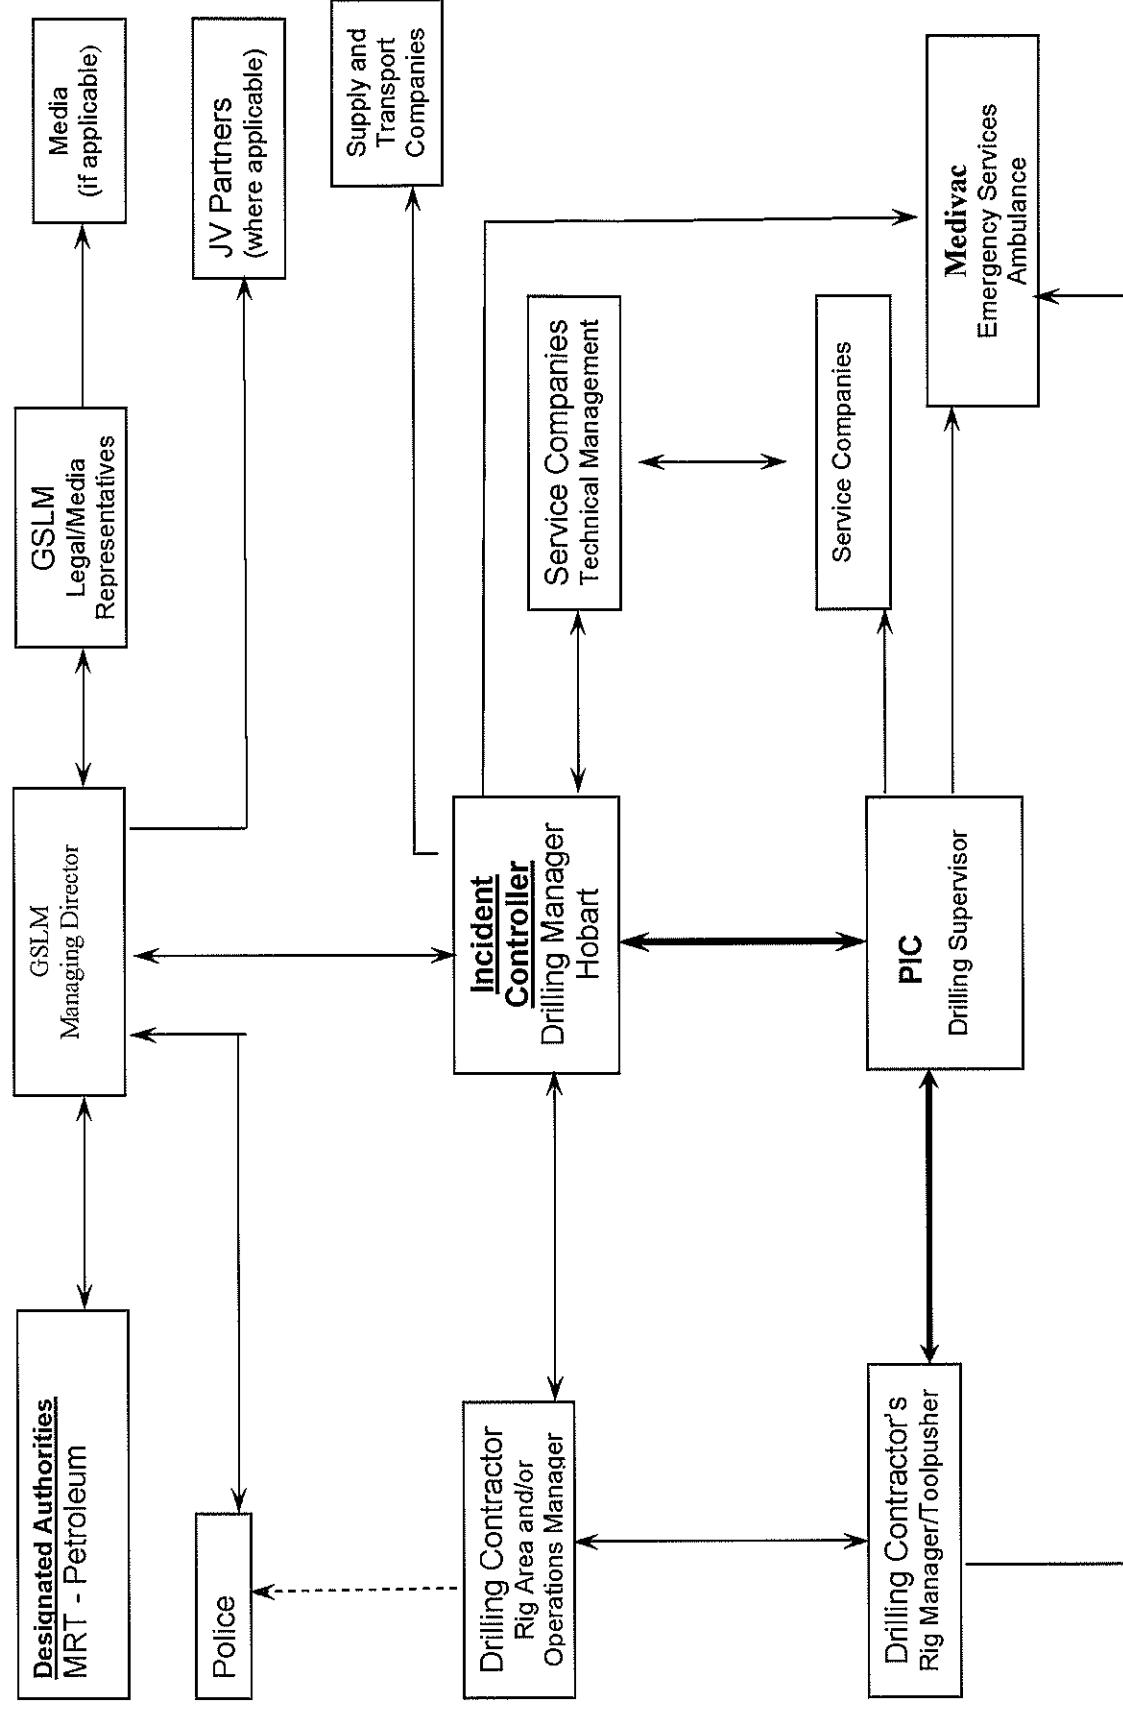 Designated Authorities
MRT - Petroleum
GSLM
Managing Director
GSLM
Legal/Media
Representatives
Media
(if applicable)
Police
JV Partners
(where applicable)
Supply and
Transport
Companies
Drilling Contractor
Rig Area and/or
Operations Manager
Incident
Controller
Drilling Manager
Hobart
Service Companies
Technical Management
Service Companies
Drilling Contractor's
Rig Manager/Toolpusher
PIC
Drilling Supervisor
Medivac
Emergency Services
Ambulance